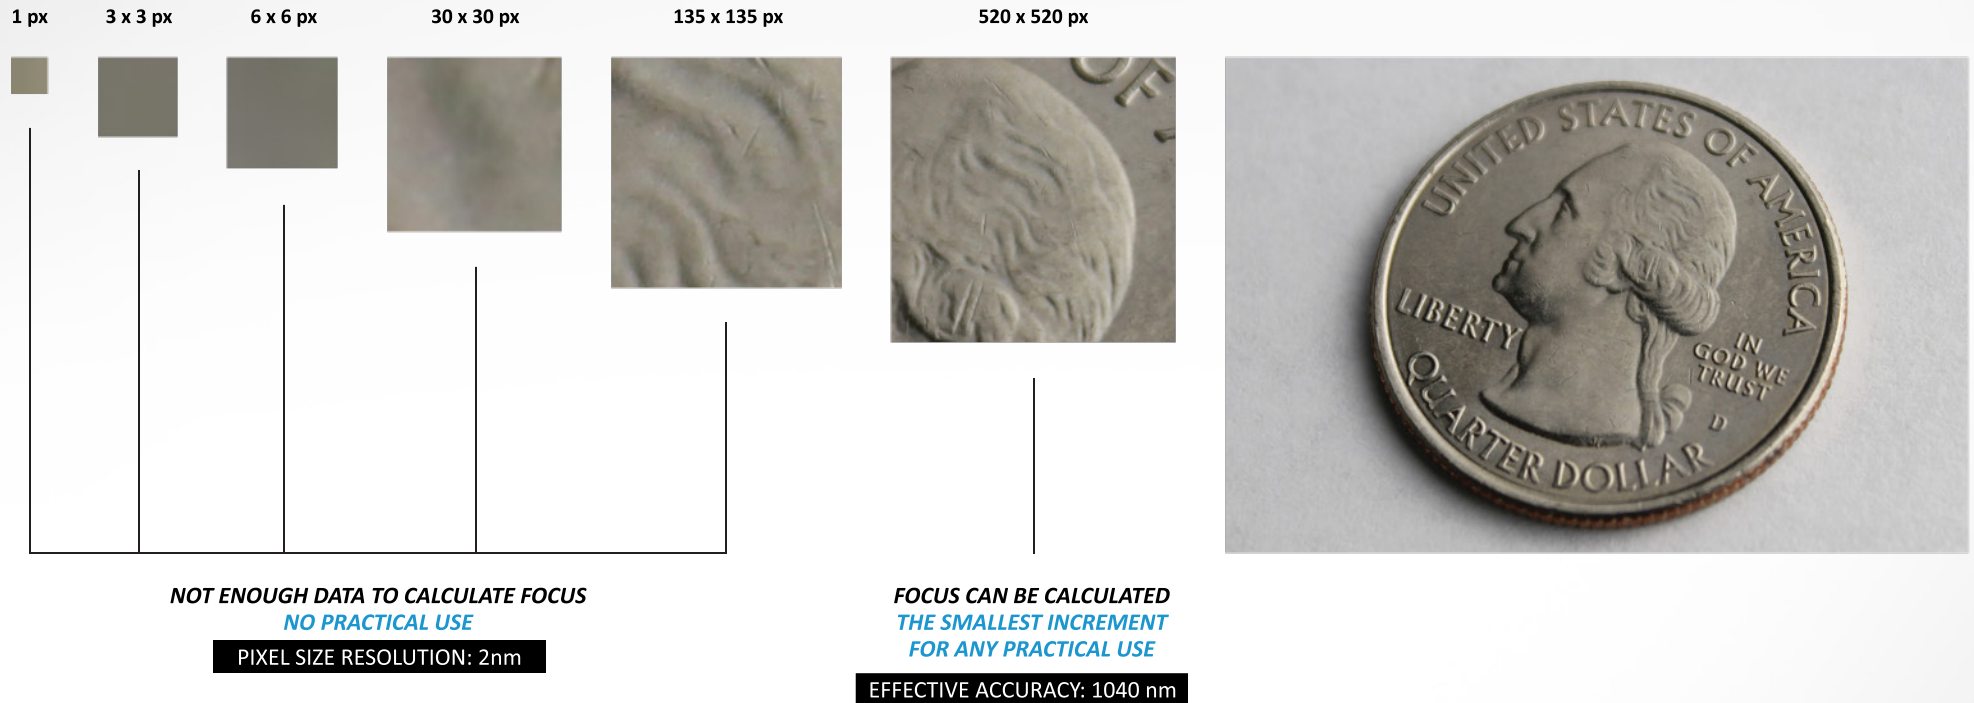 1 px
3 x 3 px
6 x 6 px
30 x 30 px
135 x 135 px
520 x 520 px
OF
UNITED STATES OF AMERICA
LIBERTY
IN
GOD WE
TRUST
D
QUARTER DOLLAR
NOT ENOUGH DATA TO CALCULATE FOCUS
NO PRACTICAL USE
PIXEL SIZE RESOLUTION: 2nm
FOCUS CAN BE CALCULATED
THE SMALLEST INCREMENT
FOR ANY PRACTICAL USE
EFFECTIVE ACCURACY: 1040 nm